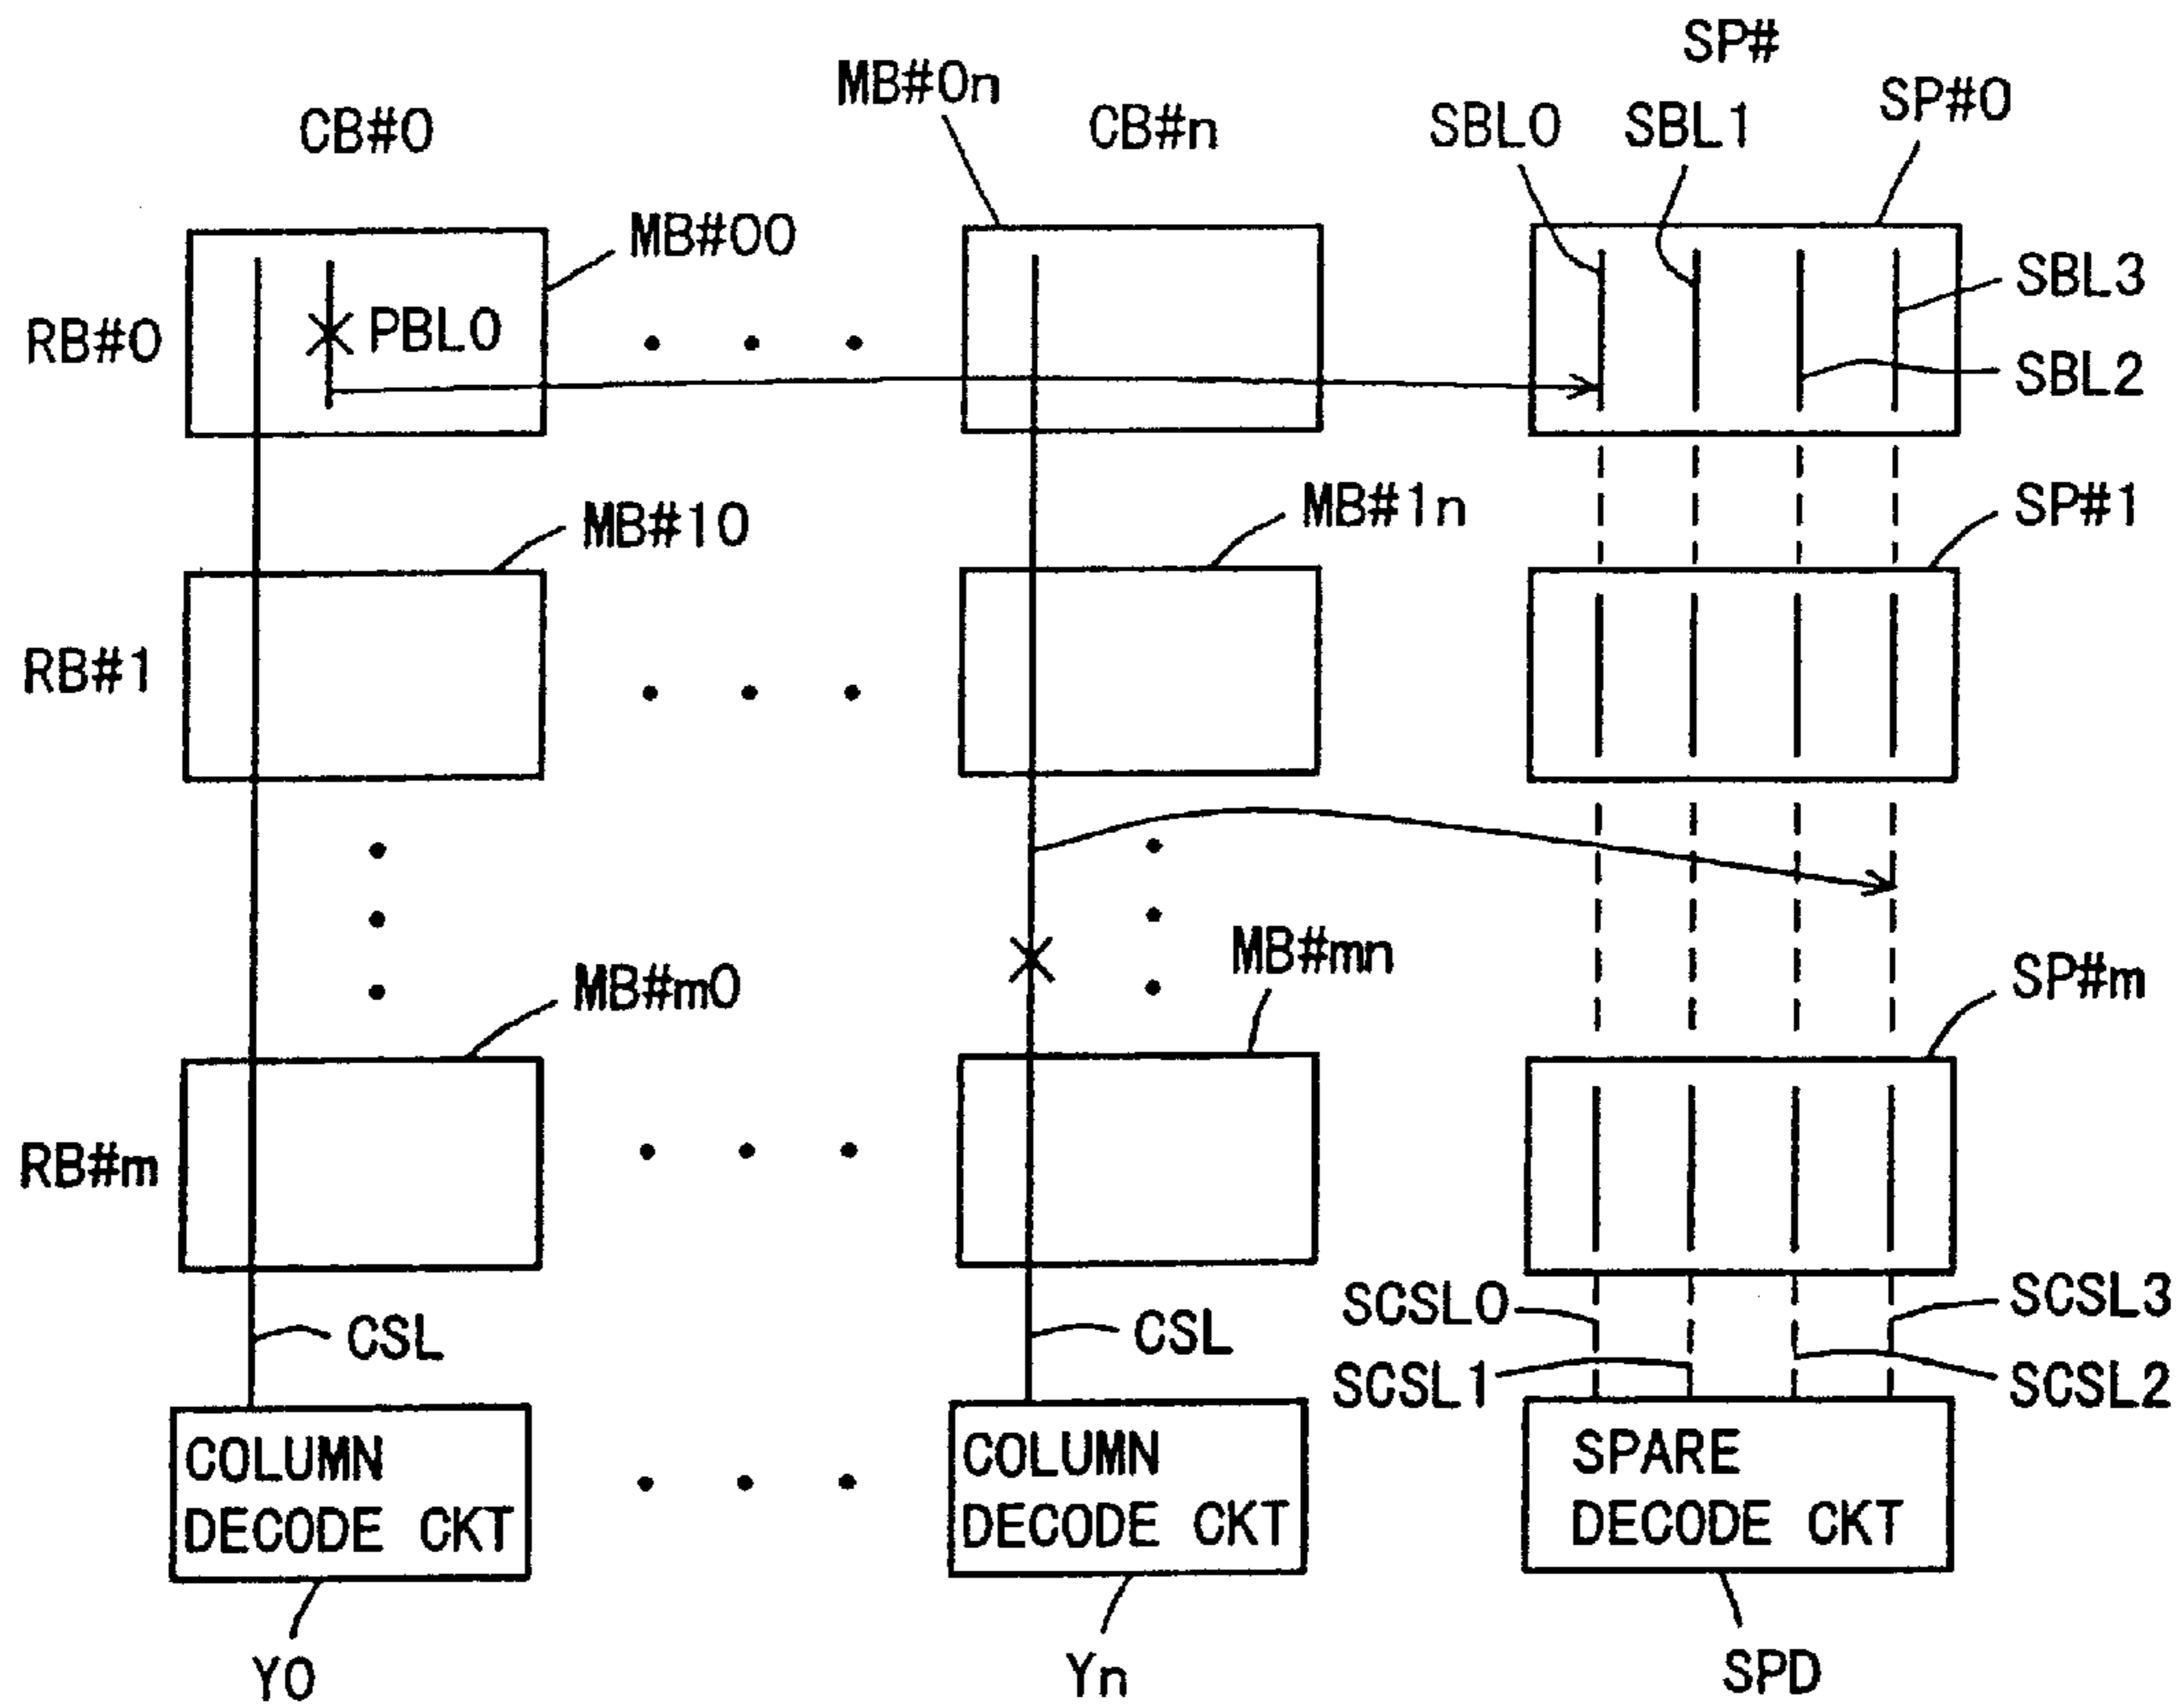 SP#
MB#0n
SP#0
CB#0
CB#n
SBL0
SBL1
MB#00
SBL3
RB#0
PBL0
SBL2
MB#10
MB#1n
SP#1
RB#1
MB#m0
MB#mn
SP#m
RB#m
SCSL0
SCSL3
CSL
CSL
SCSL1
SCSL2
COLUMN
DECODE CKT
COLUMN
DECODE CKT
SPARE
DECODE CKT
Y0
Yn
SPD